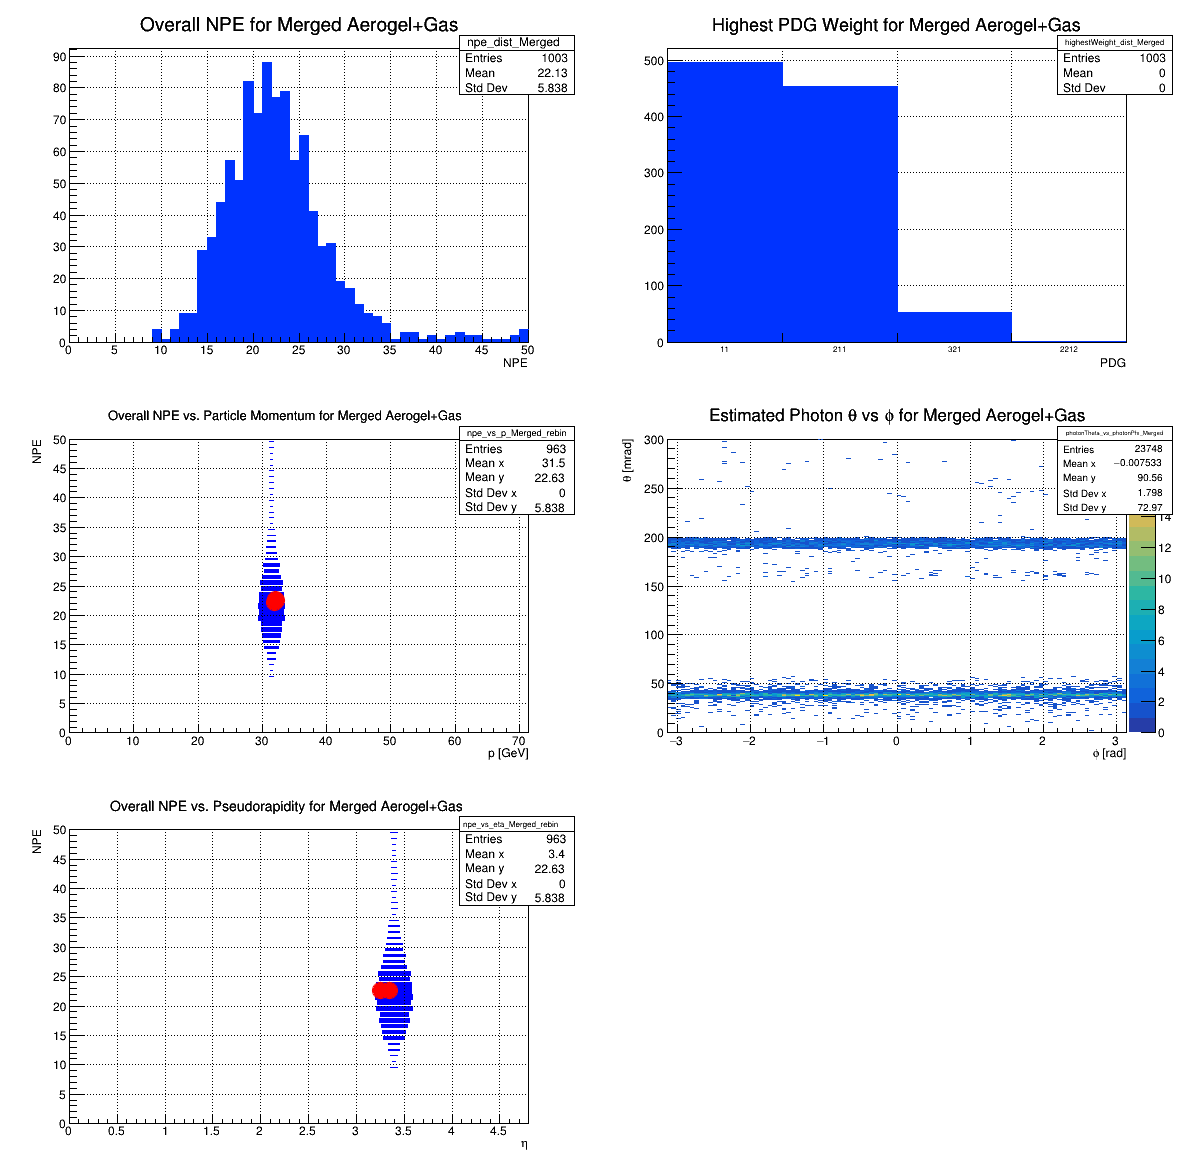 Overall NPE for Merged Aerogel+Gas
npe_dist_Merged
Entries 1003
Mean 22.13
Std Dev 5.838
90
80
70
60
50
40
30
20
10
0
0 5 10 15 20 25 30 35 40 45 50
NPE
Highest PDG Weight for Merged Aerogel+Gas
highestWeight_dist_Merged
Entries 1003
Mean 0
Std Dev 0
500
400
300
200
100
0
11 211 321 2212
PDG
Overall NPE vs. Particle Momentum for Merged Aerogel+Gas
npe_vs_p_Merged_rebin
Entries 963
Mean x 31.5
Mean y 22.63
Std Dev x 0
Std Dev y 5.838
NPE
50
45
40
35
30
25
20
15
10
5
0
0 10 20 30 40 50 60 70
p [GeV]
Estimated Photon θ vs ϕ for Merged Aerogel+Gas
photonTheta_vs_photonPhi_Merged
Entries 23748
Mean x −0.007533
Mean y 90.56
Std Dev x 1.798
Std Dev y 72.97
θ [mrad]
300
250
200
150
100
50
0
−3 −2 −1 0 1 2 3
ϕ [rad]
14
12
10
8
6
4
2
0
Overall NPE vs. Pseudorapidity for Merged Aerogel+Gas
npe_vs_eta_Merged_rebin
Entries 963
Mean x 3.4
Mean y 22.63
Std Dev x 0
Std Dev y 5.838
NPE
50
45
40
35
30
25
20
15
10
5
0
0 0.5 1 1.5 2 2.5 3 3.5 4 4.5
η